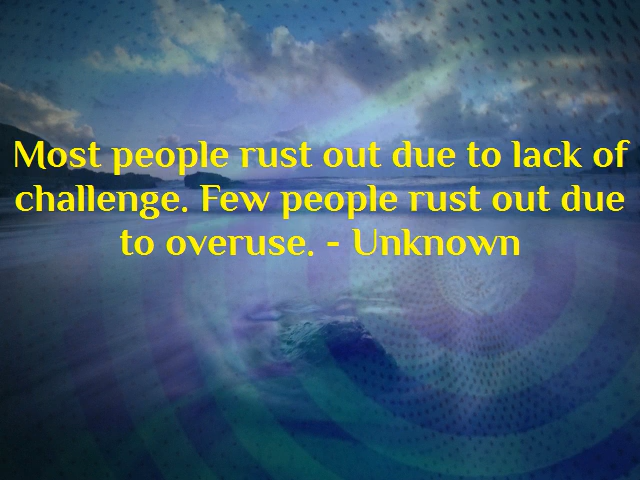 Most people rust out due to lack of
challenge. Few people rust out due
to overuse. - Unknown